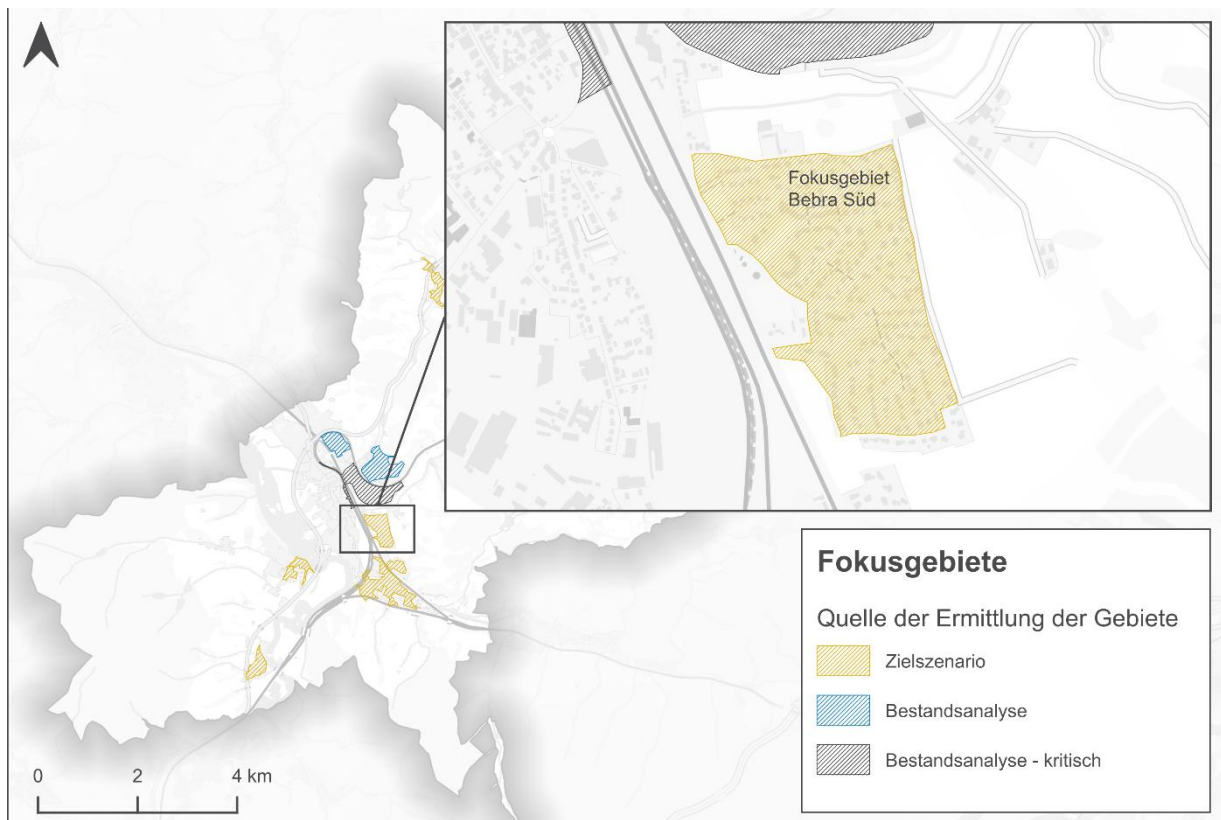 Fokusgebiet
Bebra Süd
Fokusgebiete
Quelle der Ermittlung der Gebiete
Zielszenario
Bestandsanalyse
Bestandsanalyse - kritisch
0 2 4 km